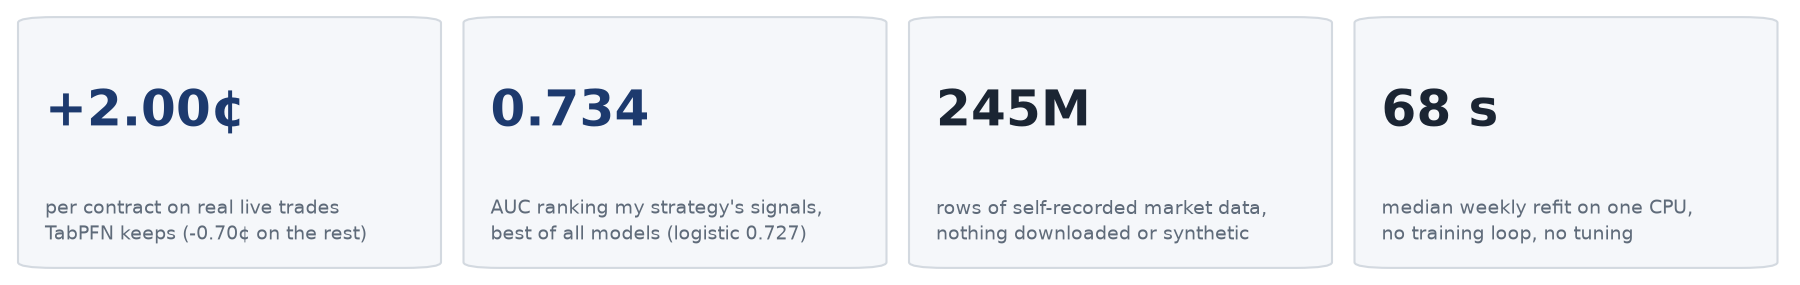 +2.00¢
per contract on real live trades
TabPFN keeps (-0.70¢ on the rest)
0.734
AUC ranking my strategy's signals,
best of all models (logistic 0.727)
245M
rows of self-recorded market data,
nothing downloaded or synthetic
68 s
median weekly refit on one CPU,
no training loop, no tuning